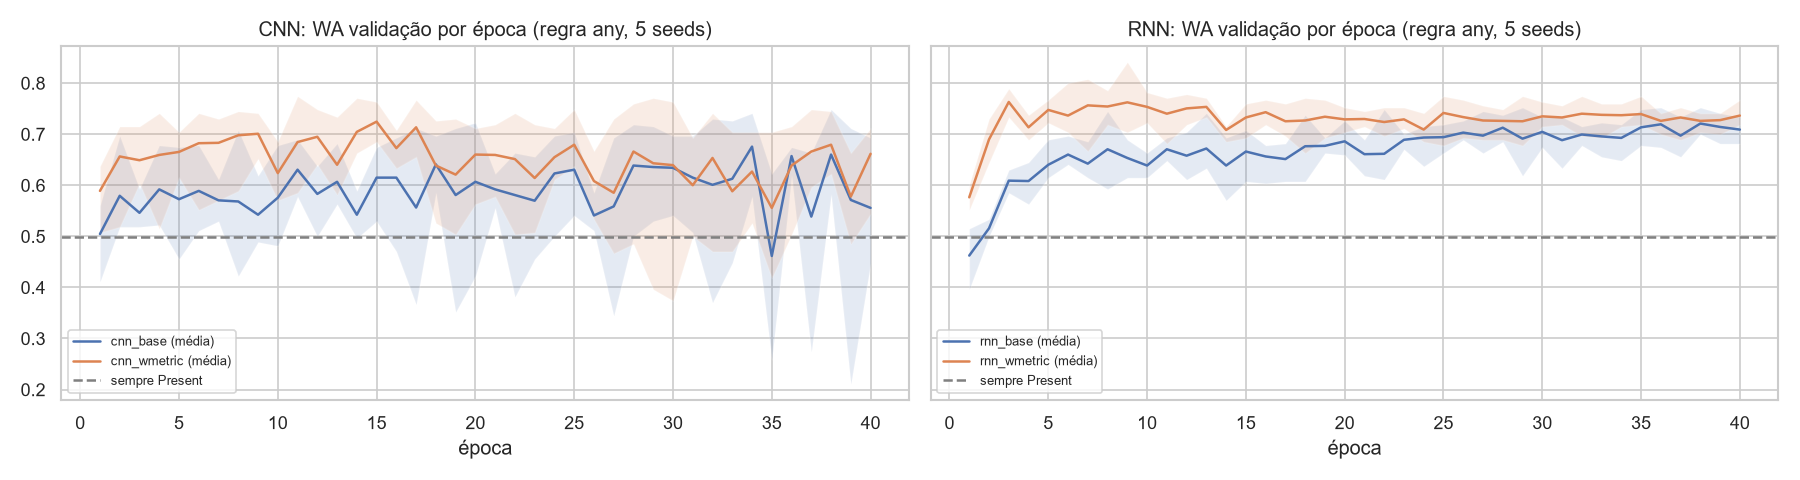 CNN: WA validação por época (regra any, 5 seeds)
0.8
0.7
0.6
0.5
0.4
0.3
0.2
cnn_base (média)
cnn_wmetric (média)
sempre Present
0 5 10 15 20 25 30 35 40
época
RNN: WA validação por época (regra any, 5 seeds)
rnn_base (média)
rnn_wmetric (média)
sempre Present
0 5 10 15 20 25 30 35 40
época